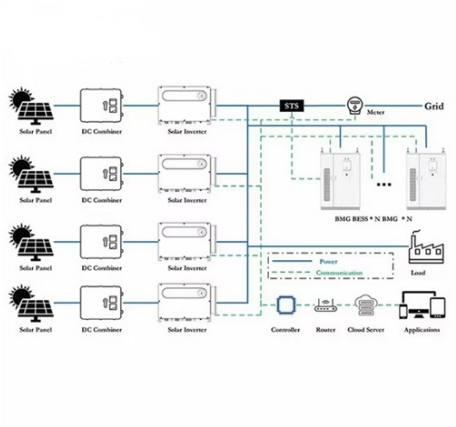 STS
Meter
Grid
Solar Panel
DC Combiner
Solar Inverter
Solar Panel
DC Combiner
Solar Inverter
BMG BESS * N BMG * N
Solar Panel
DC Combiner
Solar Inverter
Power
Communication
Load
Solar Panel
DC Combiner
Solar Inverter
Controller
Router
Cloud Server
Applications